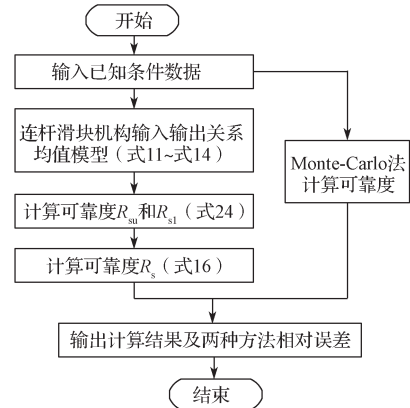 开始
输入已知条件数据
连杆滑块机构输入输出关系
均值模型（式11~式14）
Monte-Carlo法
计算可靠度
计算可靠度Rsu和Rs1（式24）
计算可靠度Rs（式16）
输出计算结果及两种方法相对误差
结束